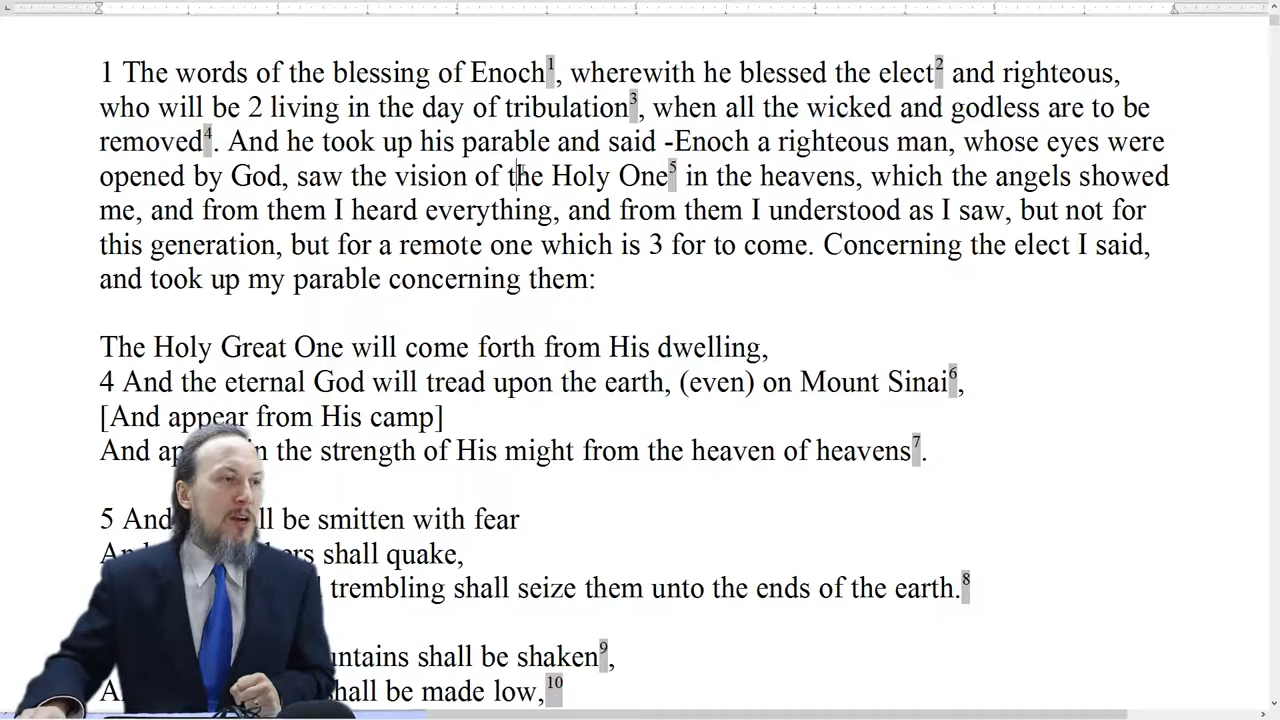 1 The words of the blessing of Enoch1, wherewith he blessed the elect2 and righteous,
who will be 2 living in the day of tribulation3, when all the wicked and godless are to be
removed4. And he took up his parable and said -Enoch a righteous man, whose eyes were
opened by God, saw the vision of the Holy One5 in the heavens, which the angels showed
me, and from them I heard everything, and from them I understood as I saw, but not for
this generation, but for a remote one which is 3 for to come. Concerning the elect I said,
and took up my parable concerning them:
The Holy Great One will come forth from His dwelling,
4 And the eternal God will tread upon the earth, (even) on Mount Sinai6,
[And appear from His camp]
And in the strength of His might from the heaven of heavens7.
5 And be smitten with fear
shall quake,
trembling shall seize them unto the ends of the earth.8
shall be shaken9,
shall be made low,10